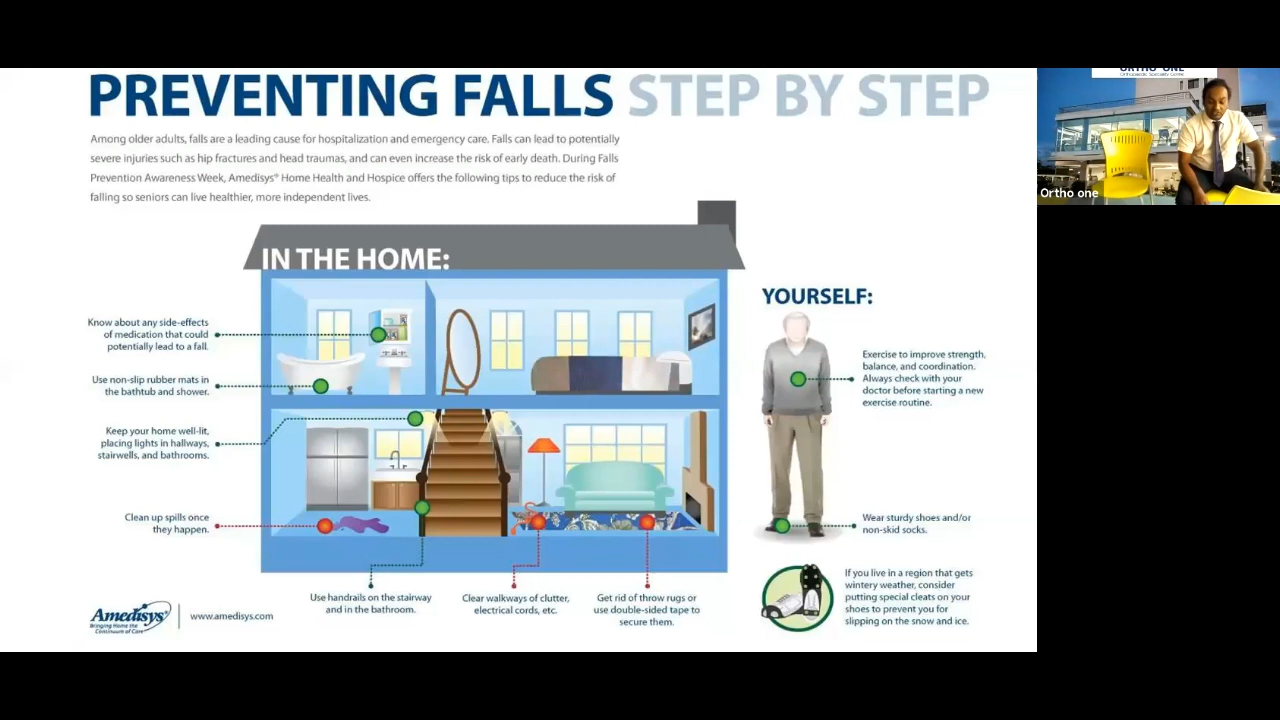 PREVENTING FALLS STEP BY STEP
Among older adults, falls are a leading cause for hospitalization and emergency care. Falls can lead to potentially
severe injuries such as hip fractures and head traumas, and can even increase the risk of early death. During Falls
Prevention Awareness Week, Amedisys® Home Health and Hospice offers the following tips to reduce the risk of
falling so seniors can live healthier, more independent lives.
IN THE HOME:
Know about any side-effects
of medication that could
potentially lead to a fall.
Use non-slip rubber mats in
the bathtub and shower.
Keep your home well-lit,
placing lights in hallways,
stairwells, and bathrooms.
Clean up spills once
they happen.
Use handrails on the stairway
and in the bathroom.
Clear walkways of clutter,
electrical cords, etc.
Get rid of throw rugs or
use double-sided tape to
secure them.
YOURSELF:
Exercise to improve strength,
balance, and coordination.
Always check with your
doctor before starting a new
exercise routine.
Wear sturdy shoes and/or
non-skid socks.
If you live in a region that gets
wintery weather, consider
putting special cleats on your
shoes to prevent you for
slipping on the snow and ice.
Amedisys
Bringing Home the
Continuum of Care
www.amedisys.com
ORTHO-ONE
Orthopaedic Speciality Centre
Ortho one